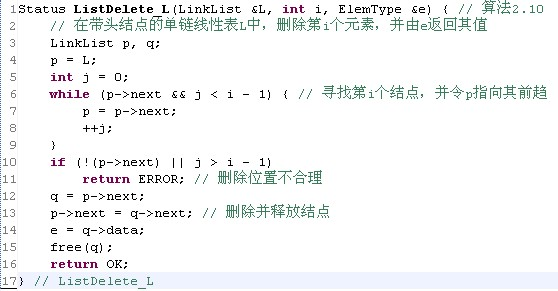 1 Status ListDelete_L(LinkList &L, int i, ElemType &e) { // 算法2.10
2 // 在带头结点的单链线性表L中，删除第i个元素，并由e返回其值
3 LinkList p, q;
4 p = L;
5 int j = 0;
6 while (p->next && j < i - 1) { // 寻找第i个结点，并令p指向其前趋
7 p = p->next;
8 ++j;
9 }
10 if (!(p->next) || j > i - 1)
11 return ERROR; // 删除位置不合理
12 q = p->next;
13 p->next = q->next; // 删除并释放结点
14 e = q->data;
15 free(q);
16 return OK;
17 } // ListDelete_L